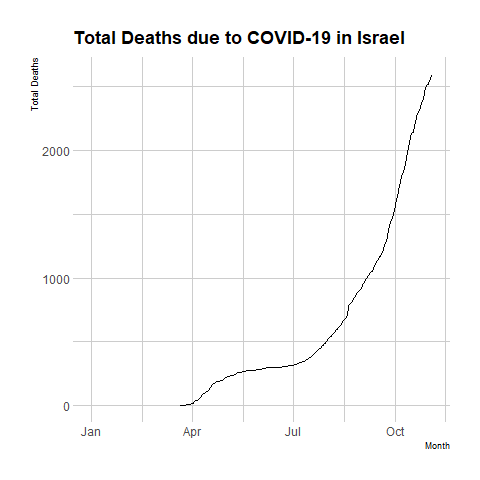 Total Deaths due to COVID-19 in Israel
Total Deaths
2000
1000
0
Jan Apr Jul Oct
Month